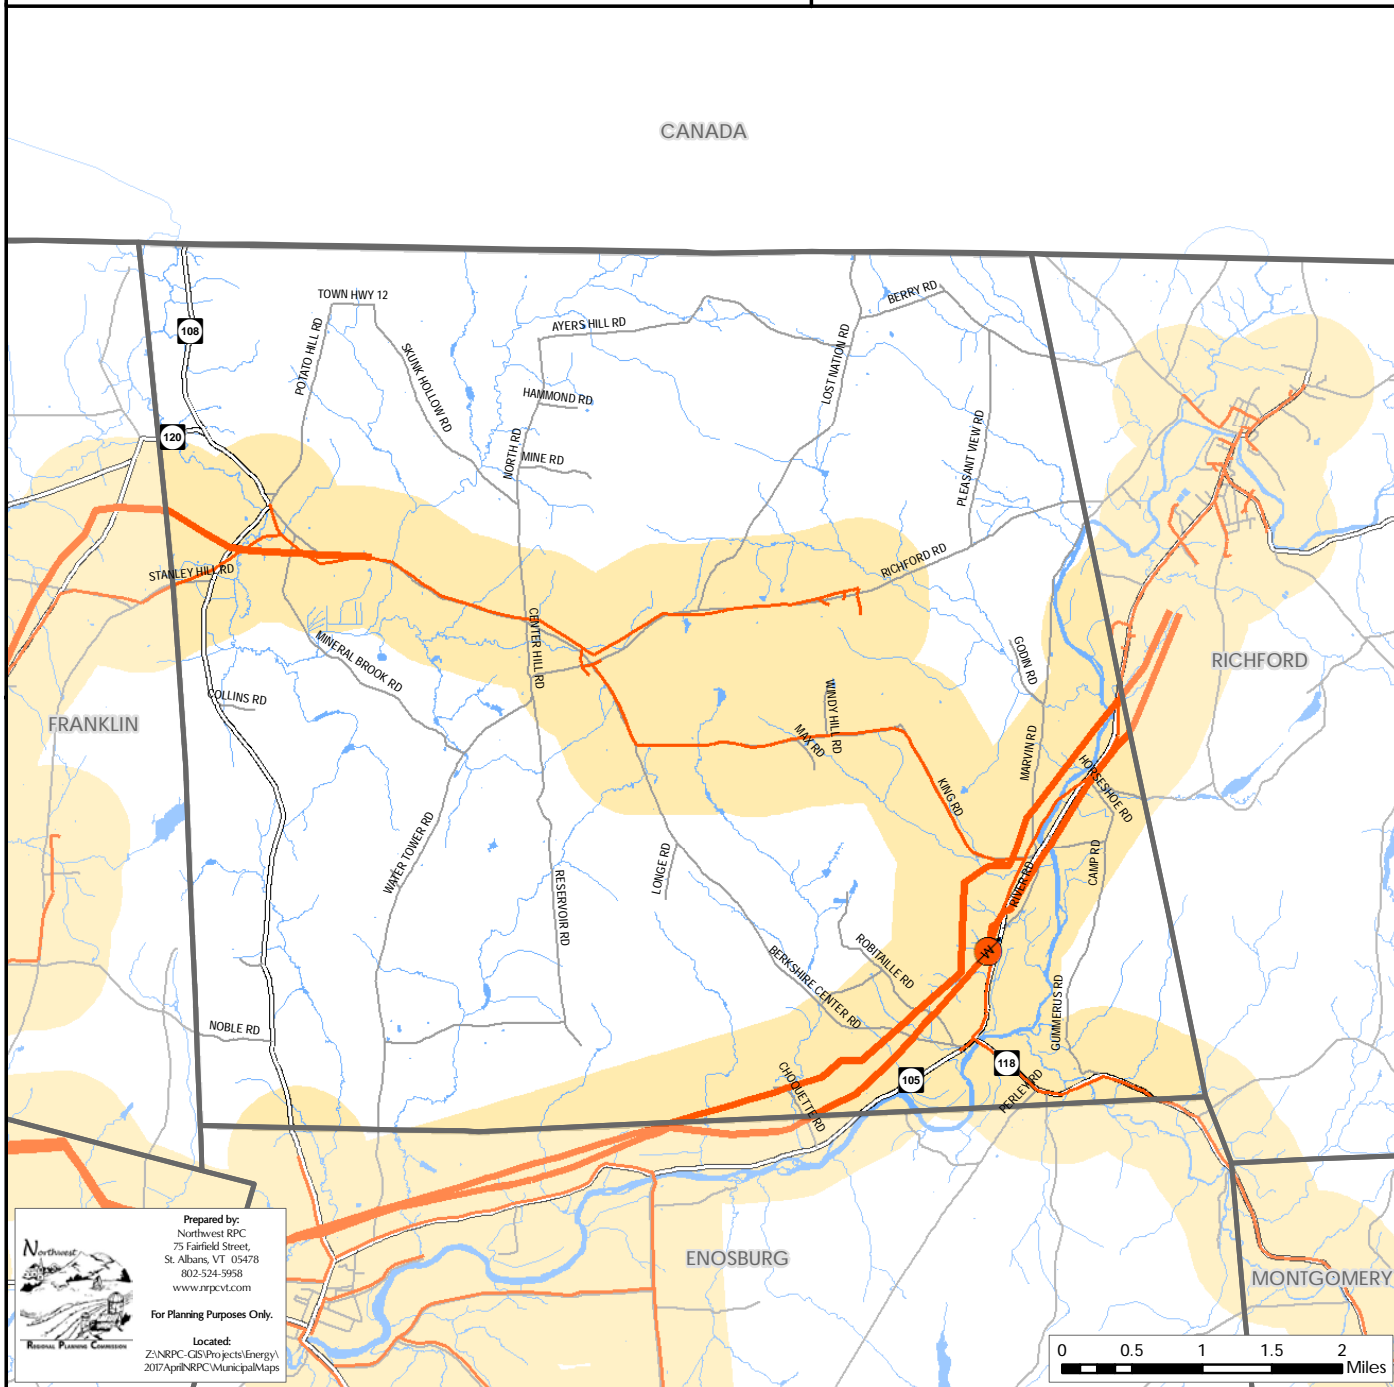 CANADA
TOWN HWY 12
BERRY RD
108
AYERS HILL RD
POTATO HILL RD
SKUNK HOLLOW RD
LOST NATION RD
HAMMOND RD
PLEASANT VIEW RD
120
NORTH RD
MINE RD
RICHFORD RD
STANLEY HILL RD
CENTER HILL RD
MINERAL BROOK RD
GODIN RD
RICHFORD
COLLINS RD
WINDY HILL RD
FRANKLIN
MAX RD
MARVIN RD
HORSESHOE RD
KING RD
WATER TOWER RD
LONGE RD
CAMP RD
RIVER RD
RESERVOIR RD
W
ROBITAILLE RD
BERKSHIRE CENTER RD
GUMMERUS RD
NOBLE RD
118
105
CHOQUETTE RD
PERLEY RD
ENOSBURG
MONTGOMERY
Northwest
REGIONAL PLANNING COMMISSION
Prepared by:
Northwest RPC
75 Fairfield Street,
St. Albans, VT 05478
802-524-5958
www.nrpcvt.com
For Planning Purposes Only.
Located:
Z:\NRPC-GIS\Projects\Energy\
2017AprilNRPC\MunicipalMaps
0 0.5 1 1.5 2
Miles